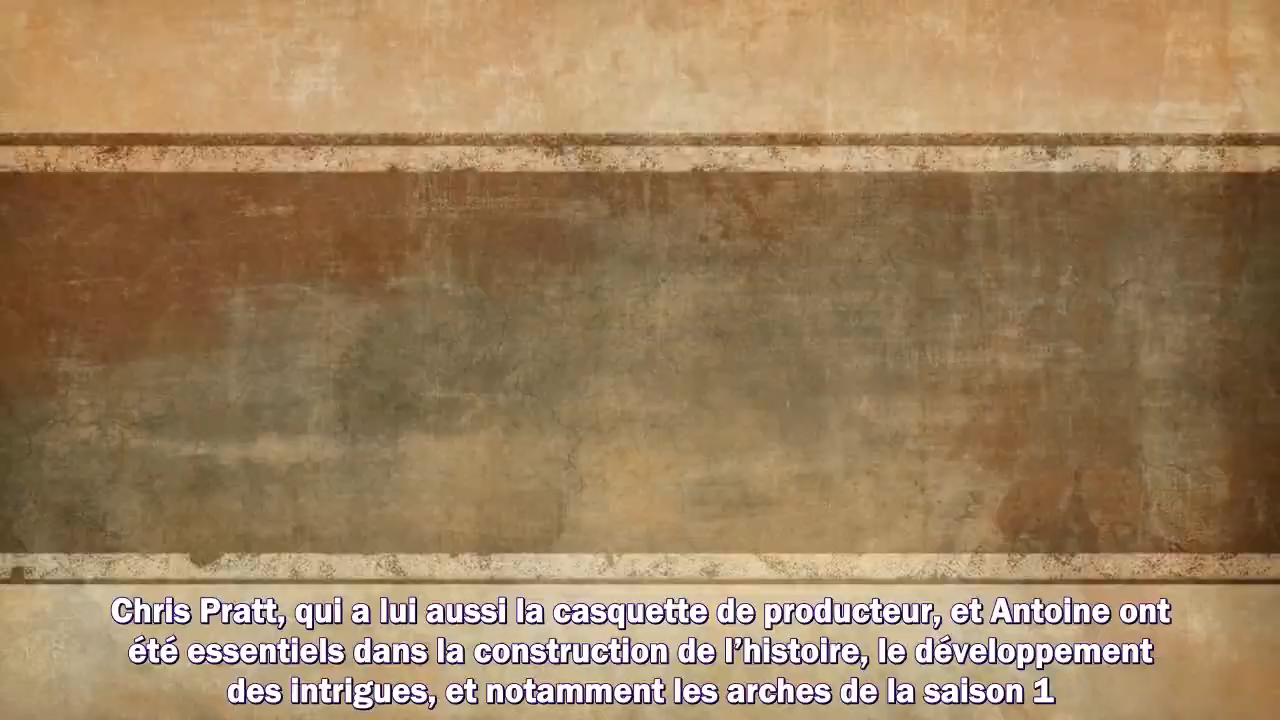 Chris Pratt, qui a lui aussi la casquette de producteur, et Antoine ont
été essentiels dans la construction de l’histoire, le développement
des intrigues, et notamment les arches de la saison 1